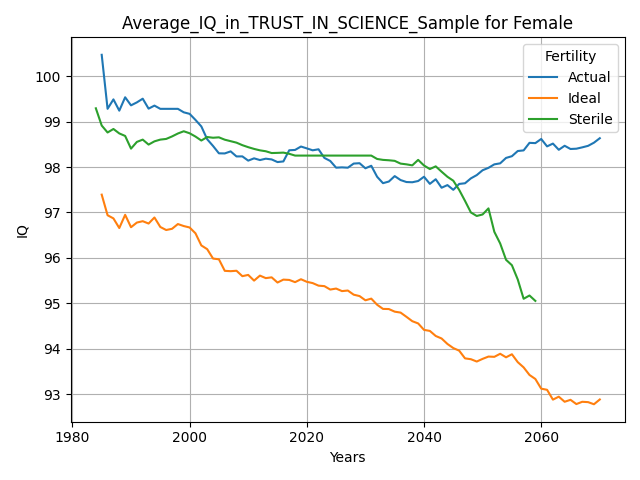 Average_IQ_in_TRUST_IN_SCIENCE_Sample for Female
Fertility
Actual
Ideal
Sterile
100
99
98
97
96
95
94
93
IQ
1980
2000
2020
2040
2060
Years